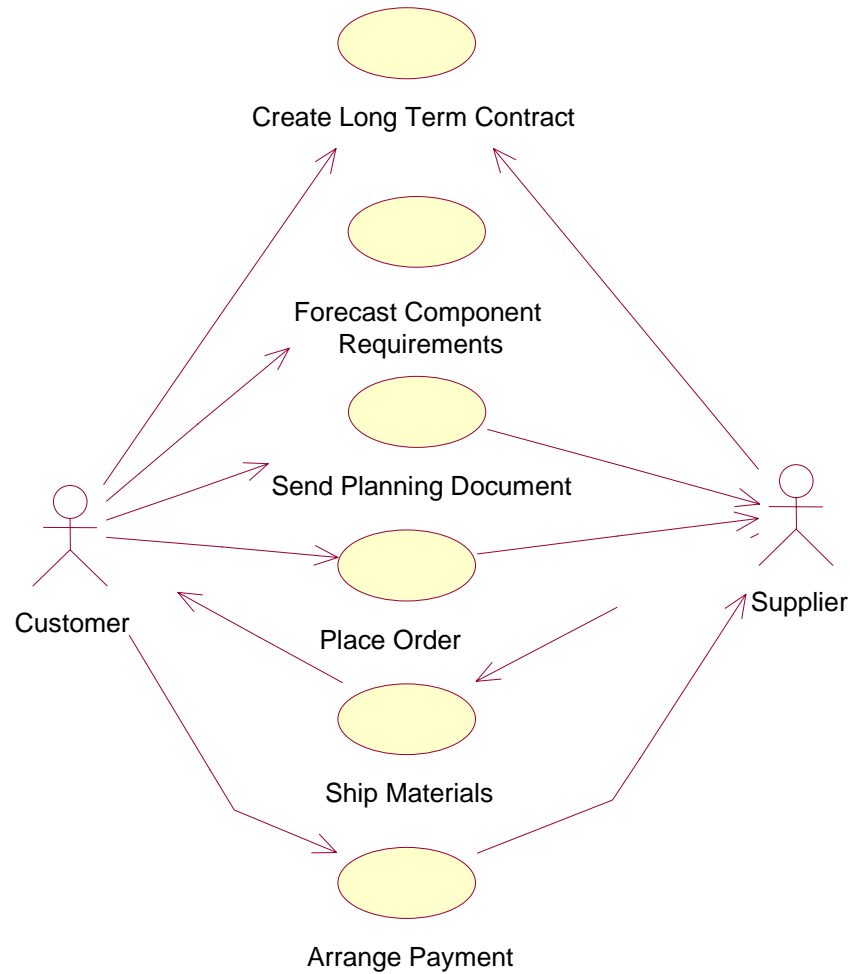 Create Long Term Contract
Forecast Component
Requirements
Send Planning Document
Customer
Supplier
Place Order
Ship Materials
Arrange Payment